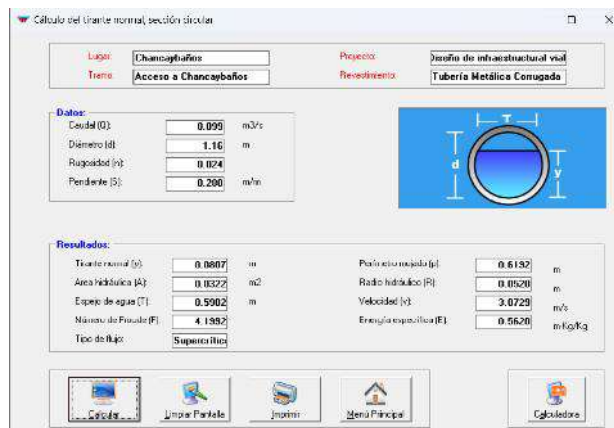 Cálculo del tirante normal, sección circular
Lugar: Chancaybaños
Proyecto: Diseño de infraestructural vial
Tramo: Acceso a Chancaybaños
Revestimiento: Tubería Metálica Corrugada
Datos:
Caudal (Q): 0.099 m3/s
Diámetro (d): 1.16 m
Rugosidad (n): 0.024
Pendiente (S): 0.200 m/m
T
d
y
Resultados:
Tirante normal (y): 0.0807 m
Perímetro mojado (p): 0.6192 m
Area hidráulica (A): 0.0322 m2
Radio hidráulico (R): 0.0520 m
Espejo de agua (T): 0.5902 m
Velocidad (v): 3.0729 m/s
Número de Froude (F): 4.1992
Energía específica (E): 0.5620 m-Kg/Kg
Tipo de flujo: Supercrítico
Calcular
Limpiar Pantalla
Imprimir
Menú Principal
Calculadora